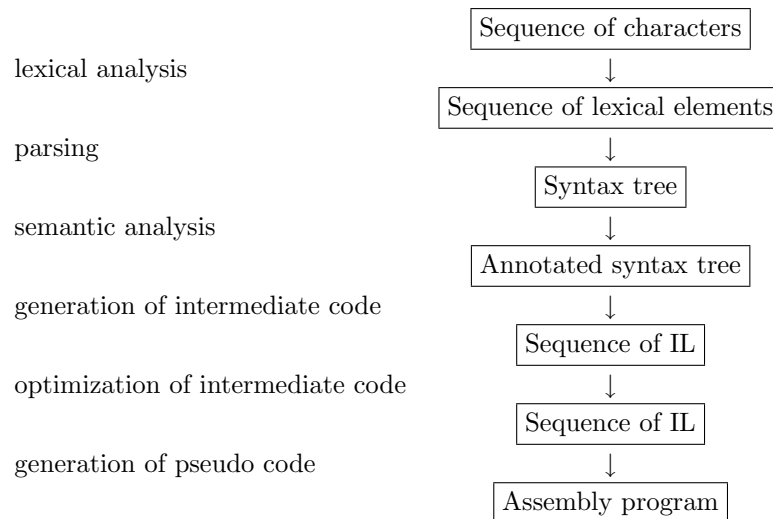 Sequence of characters
lexical analysis ↓
Sequence of lexical elements
parsing ↓
Syntax tree
semantic analysis ↓
Annotated syntax tree
generation of intermediate code ↓
Sequence of IL
optimization of intermediate code ↓
Sequence of IL
generation of pseudo code ↓
Assembly program